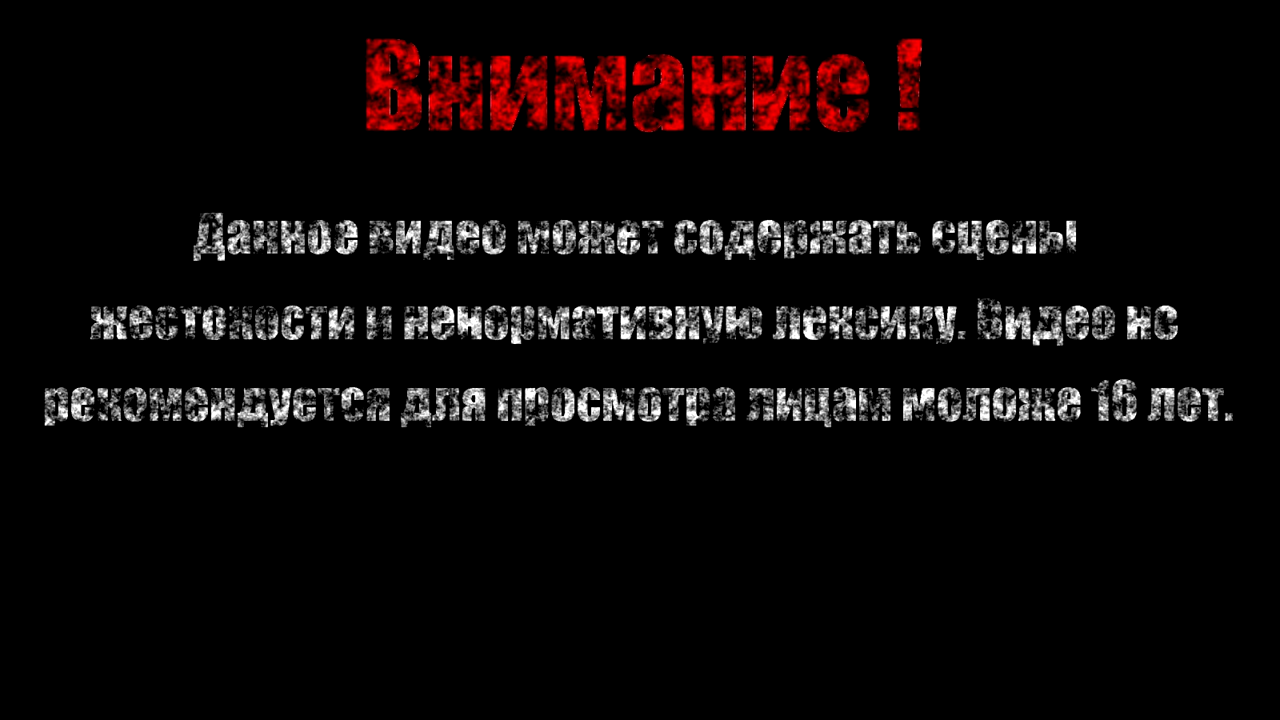 Внимание !
Данное видео может содержать сцены
жестокости и ненормативную лексику. Видео не
рекомендуется для просмотра лицам моложе 16 лет.